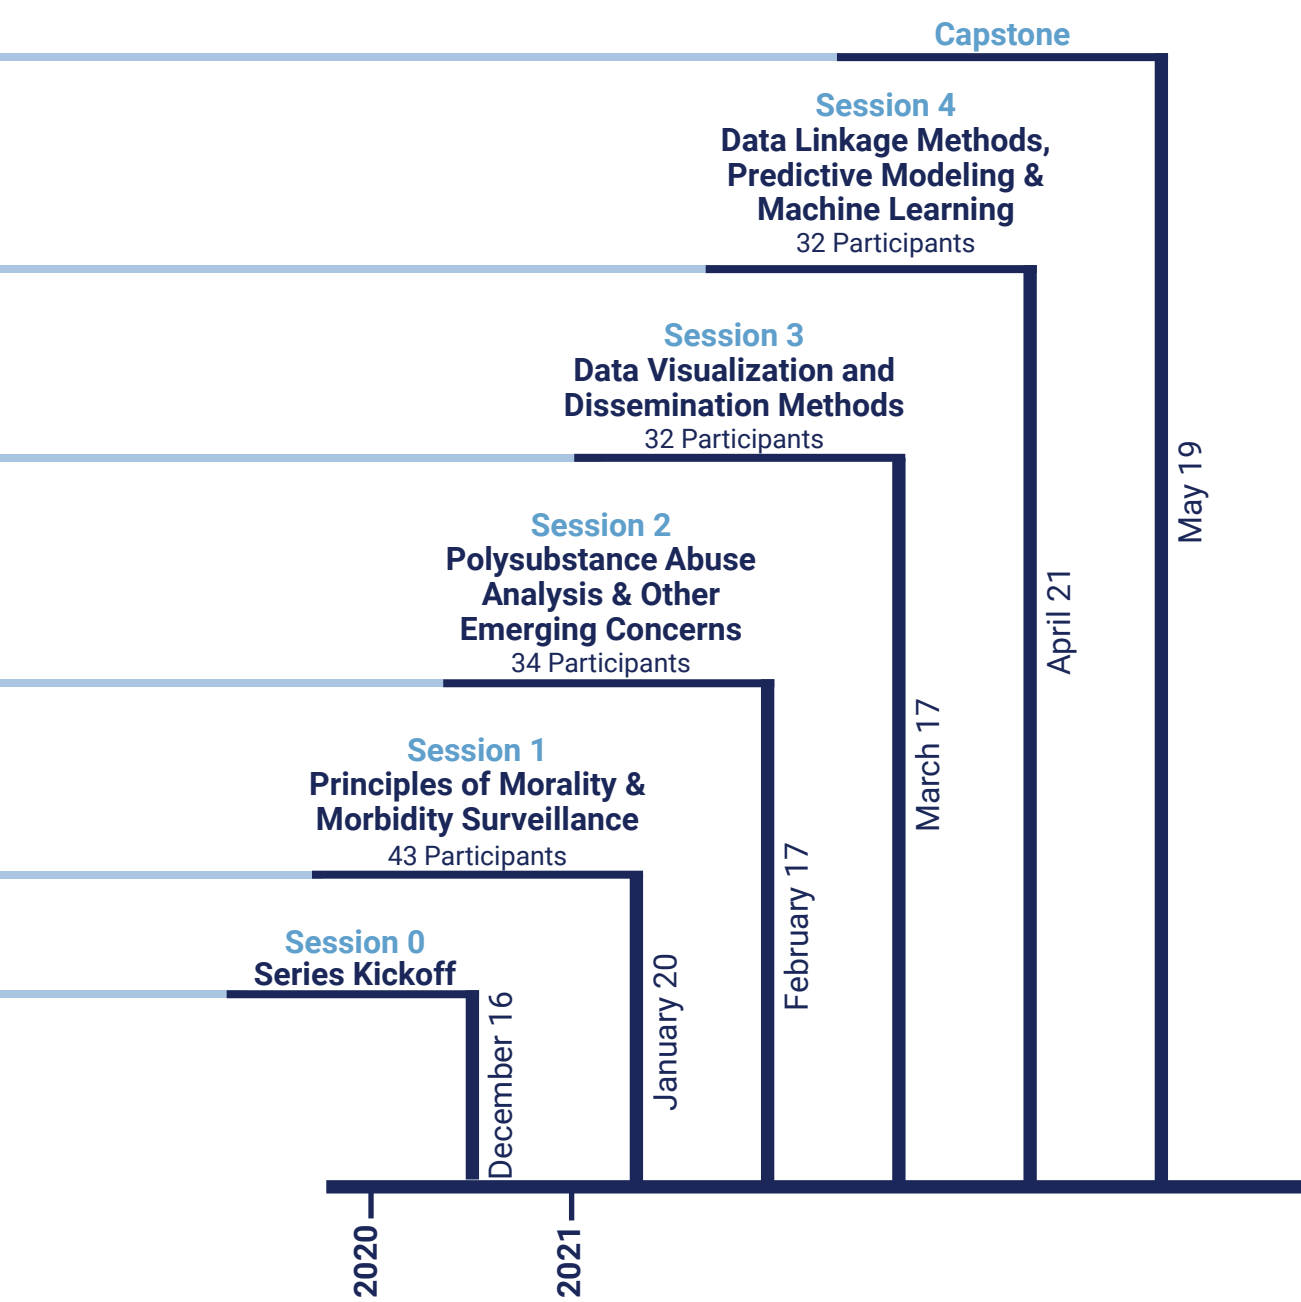 Capstone
Session 4
Data Linkage Methods,
Predictive Modeling &
Machine Learning
32 Participants
Session 3
Data Visualization and
Dissemination Methods
32 Participants
May 19
Session 2
Polysubstance Abuse
Analysis & Other
Emerging Concerns
34 Participants
April 21
Session 1
Principles of Morality &
Morbidity Surveillance
43 Participants
March 17
February 17
Session 0
Series Kickoff
January 20
December 16
2020
2021